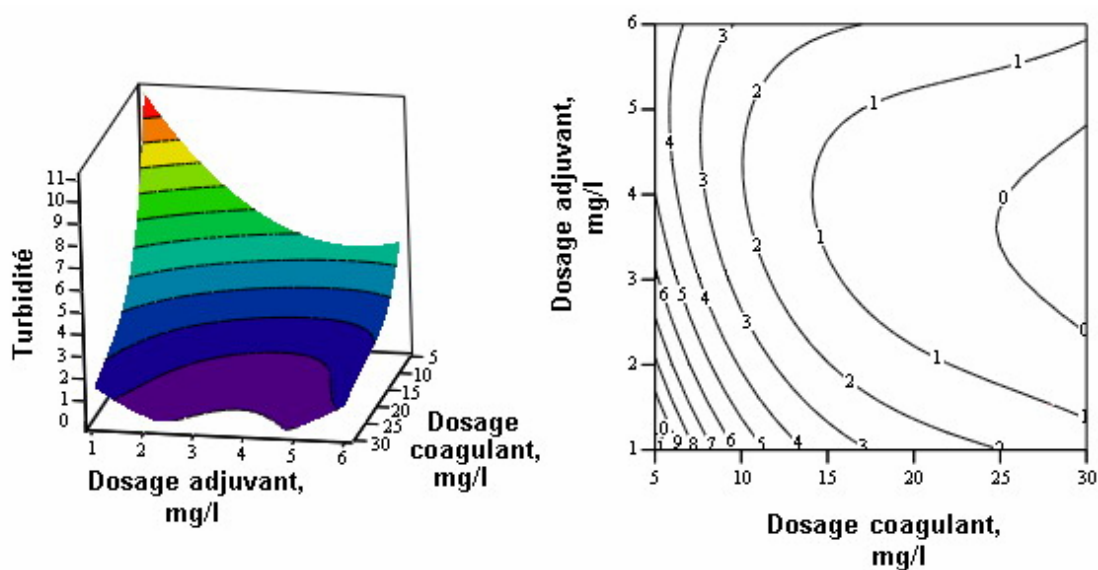 11
10
9
8
7
6
5
4
3
2
1
0
Turbidité
1 2 3 4 5 6
Dosage adjuvant,
mg/l
5
10
15
20
25
30
Dosage
coagulant,
mg/l
6
5
4
3
2
1
Dosage adjuvant,
mg/l
3 2 1 1
4 3 2 1 0
6 5 4 3 2 1 0
9 8 7 6 5 4 3 2 1
5 10 15 20 25 30
Dosage coagulant,
mg/l